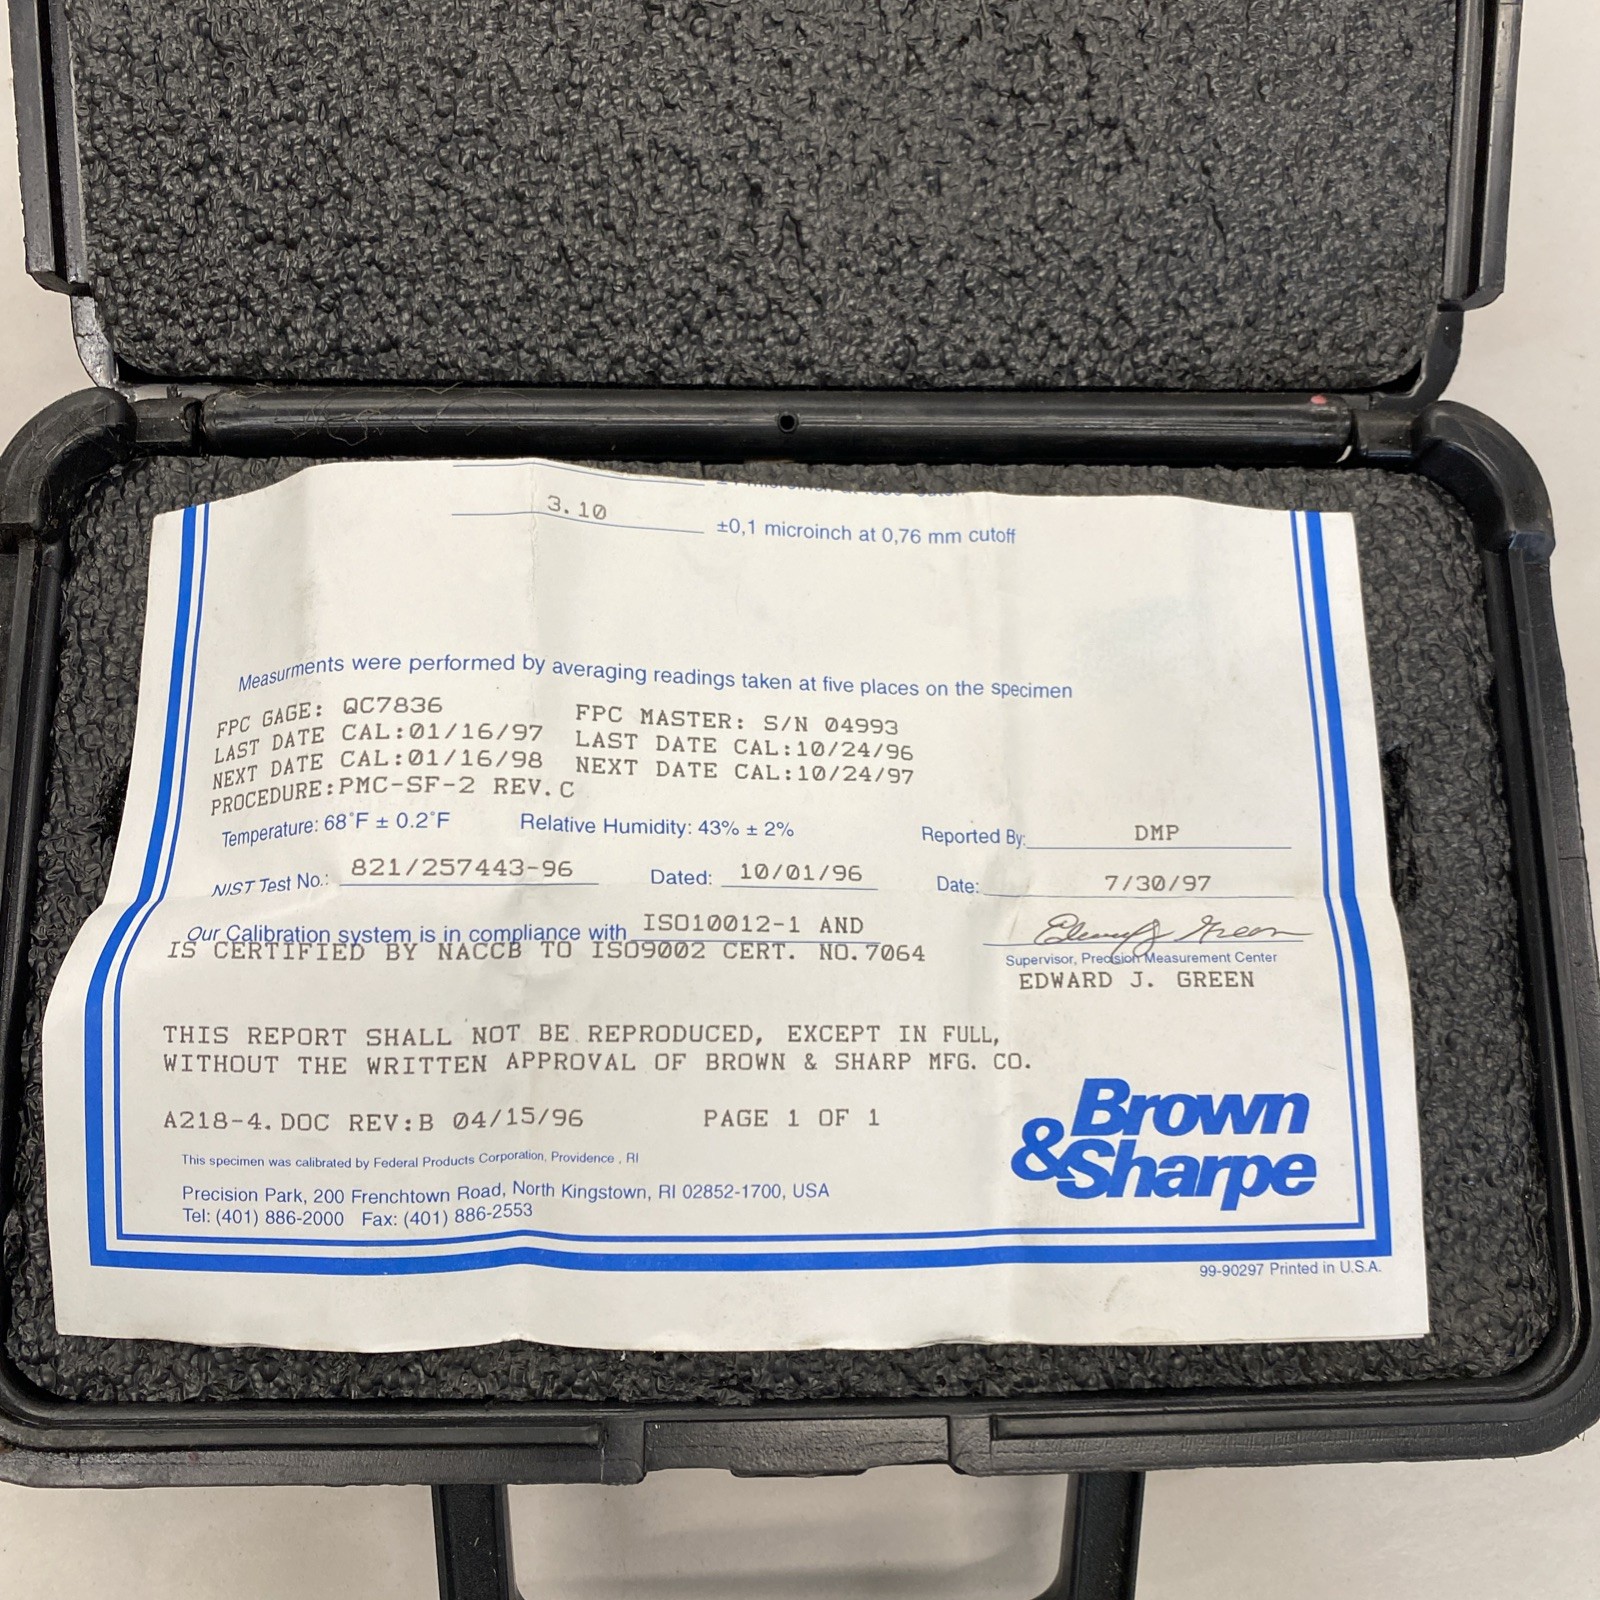 3.10 ±0,1 microinch at 0,76 mm cutoff
Measurments were performed by averaging readings taken at five places on the specimen
FPC GAGE: QC7836 FPC MASTER: S/N 04993
LAST DATE CAL:01/16/97 LAST DATE CAL:10/24/96
NEXT DATE CAL:01/16/98 NEXT DATE CAL:10/24/97
PROCEDURE:PMC-SF-2 REV.C
Temperature: 68°F ± 0.2°F Relative Humidity: 43% ± 2% Reported By: DMP
NIST Test No.: 821/257443-96 Dated: 10/01/96 Date: 7/30/97
Our Calibration system is in compliance with ISO10012-1 AND
IS CERTIFIED BY NACCB TO ISO9002 CERT. NO.7064
Edward J Green
Supervisor, Precision Measurement Center
EDWARD J. GREEN
THIS REPORT SHALL NOT BE REPRODUCED, EXCEPT IN FULL,
WITHOUT THE WRITTEN APPROVAL OF BROWN & SHARP MFG. CO.
A218-4.DOC REV:B 04/15/96 PAGE 1 OF 1
Brown
&Sharpe
This specimen was calibrated by Federal Products Corporation, Providence , RI
Precision Park, 200 Frenchtown Road, North Kingstown, RI 02852-1700, USA
Tel: (401) 886-2000 Fax: (401) 886-2553
99-90297 Printed in U.S.A.